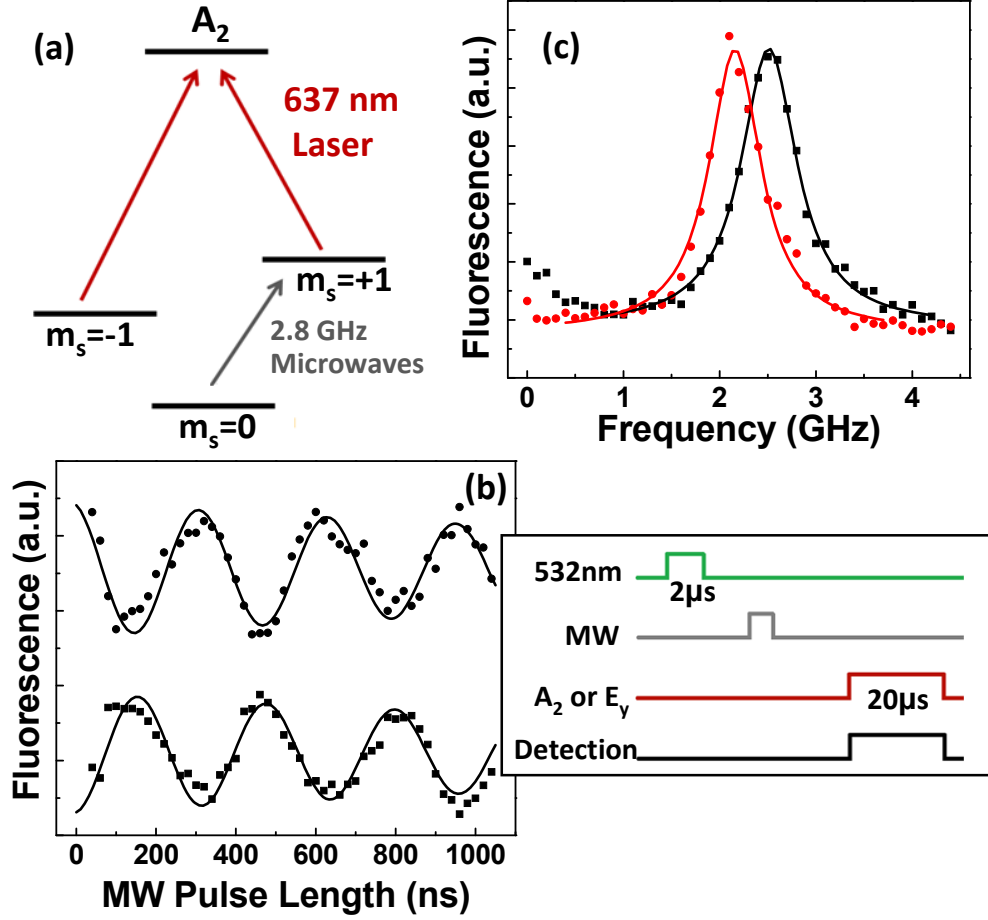 (a)
A₂
637 nm
Laser
mₛ=+1
mₛ=-1
2.8 GHz
Microwaves
mₛ=0
(c)
Fluorescence (a.u.)
0 1 2 3 4
Frequency (GHz)
(b)
Fluorescence (a.u.)
0 200 400 600 800 1000
MW Pulse Length (ns)
532nm
2µs
MW
A₂ or Eᵧ
20µs
Detection